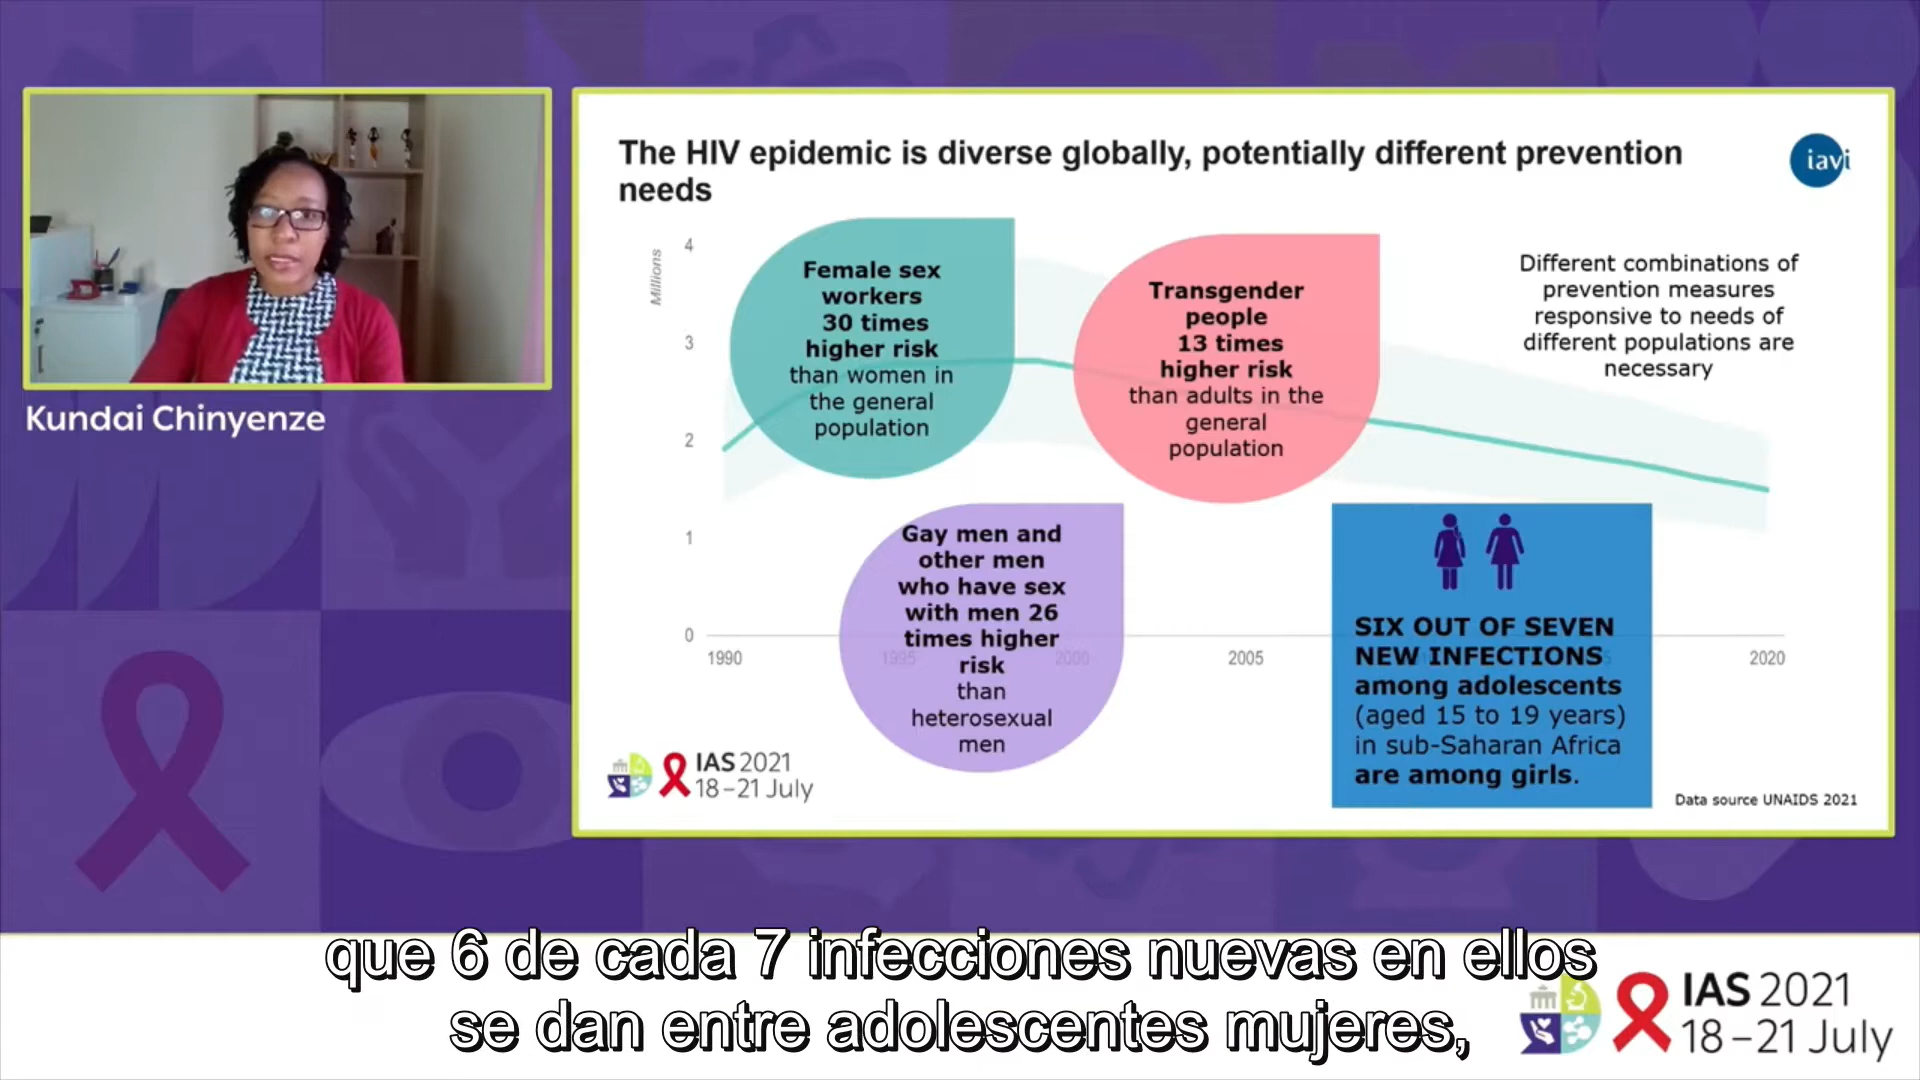 Kundai Chinyenze
The HIV epidemic is diverse globally, potentially different prevention
needs
iavi
Millions
4
3
2
1
0
1990
1995
2000
2005
2020
Female sex
workers
30 times
higher risk
than women in
the general
population
Transgender
people
13 times
higher risk
than adults in the
general
population
Different combinations of
prevention measures
responsive to needs of
different populations are
necessary
Gay men and
other men
who have sex
with men 26
times higher
risk
than
heterosexual
men
SIX OUT OF SEVEN
NEW INFECTIONS
among adolescents
(aged 15 to 19 years)
in sub-Saharan Africa
are among girls.
IAS 2021
18–21 July
Data source UNAIDS 2021
que 6 de cada 7 infecciones nuevas en ellos
se dan entre adolescentes mujeres,
IAS 2021
18–21 July